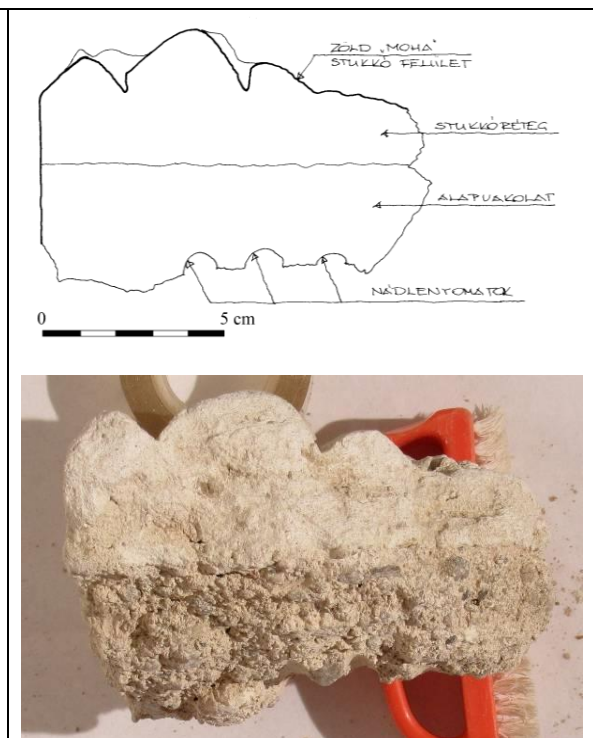 ZÖLD „MOHA”
STUKKÓ FELÜLET
STUKKÓRÉTEG
ALAPVAKOLAT
NÁDLENYOMATOK
0 5 cm